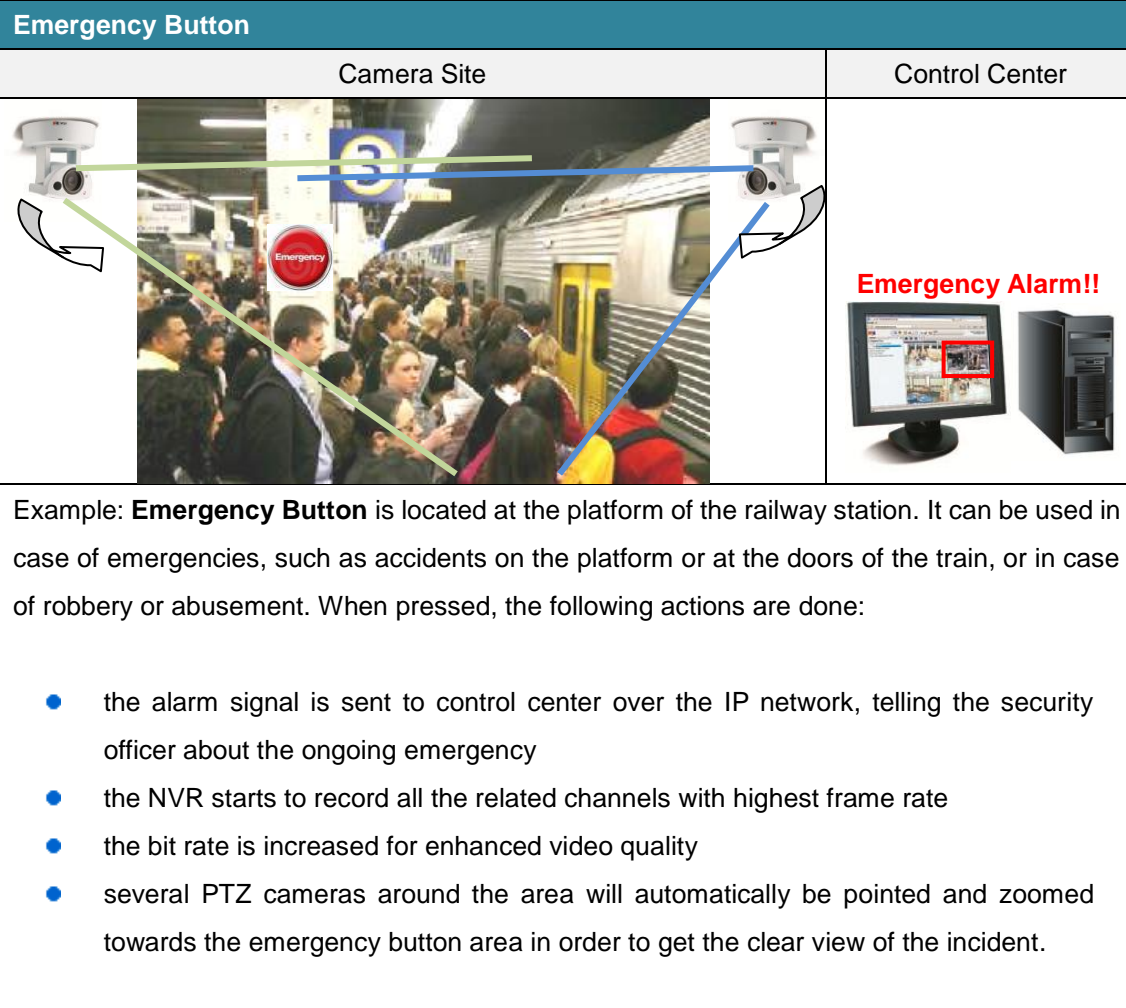 Emergency Button
Camera Site
Control Center
3
Emergency
Emergency Alarm!!
Example: Emergency Button is located at the platform of the railway station. It can be used in
case of emergencies, such as accidents on the platform or at the doors of the train, or in case
of robbery or abusement. When pressed, the following actions are done:
the alarm signal is sent to control center over the IP network, telling the security
officer about the ongoing emergency
the NVR starts to record all the related channels with highest frame rate
the bit rate is increased for enhanced video quality
several PTZ cameras around the area will automatically be pointed and zoomed
towards the emergency button area in order to get the clear view of the incident.